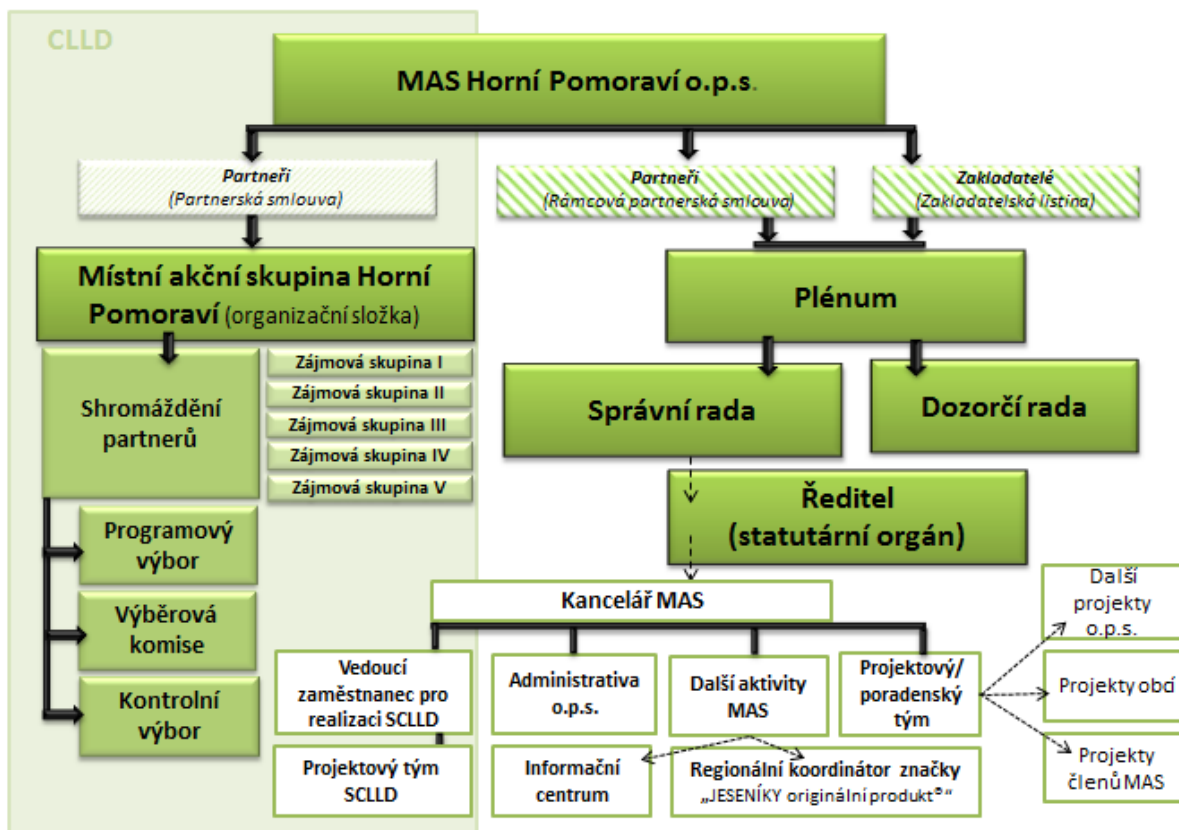 CLLD
MAS Horní Pomoraví o.p.s.
Partneři
(Partnerská smlouva)
Partneři
(Rámcová partnerská smlouva)
Zakladatelé
(Zakladatelská listina)
Místní akční skupina Horní
Pomoraví (organizační složka)
Plénum
Shromáždění
partnerů
Zájmová skupina I
Zájmová skupina II
Zájmová skupina III
Zájmová skupina IV
Zájmová skupina V
Správní rada
Dozorčí rada
Ředitel
(statutární orgán)
Programový
výbor
Výběrová
komise
Kontrolní
výbor
Kancelář MAS
Vedoucí
zaměstnanec pro
realizaci SCLLD
Administrativa
o.p.s.
Další aktivity
MAS
Projektový/
poradenský
tým
Další
projekty
o.p.s.
Projekty obcí
Projekty
členů MAS
Projektový tým
SCLLD
Informační
centrum
Regionální koordinátor značky
„JESENÍKY originální produkt®“